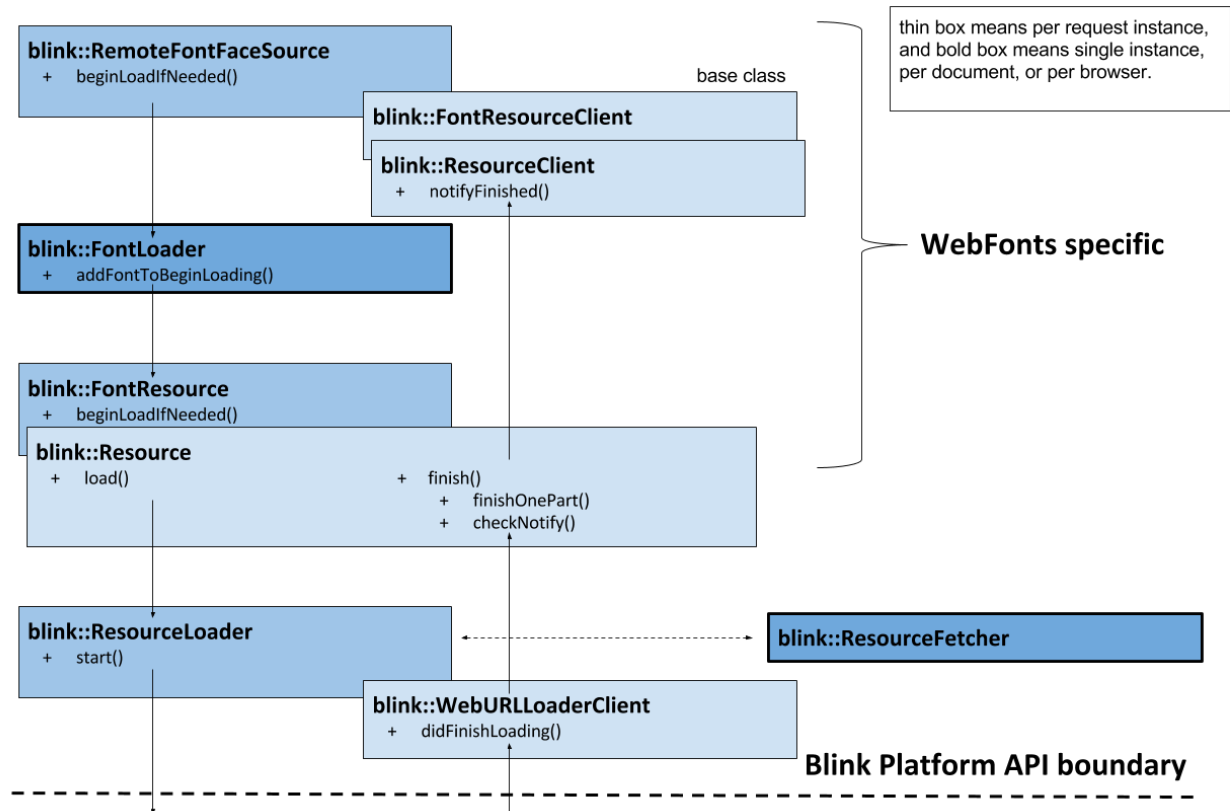 thin box means per request instance,
and bold box means single instance,
per document, or per browser.
blink::RemoteFontFaceSource
+ beginLoadIfNeeded()
base class
blink::FontResourceClient
blink::ResourceClient
+ notifyFinished()
blink::FontLoader
+ addFontToBeginLoading()
WebFonts specific
blink::FontResource
+ beginLoadIfNeeded()
blink::Resource
+ load()
+ finish()
+ finishOnePart()
+ checkNotify()
blink::ResourceLoader
+ start()
blink::ResourceFetcher
blink::WebURLLoaderClient
+ didFinishLoading()
Blink Platform API boundary